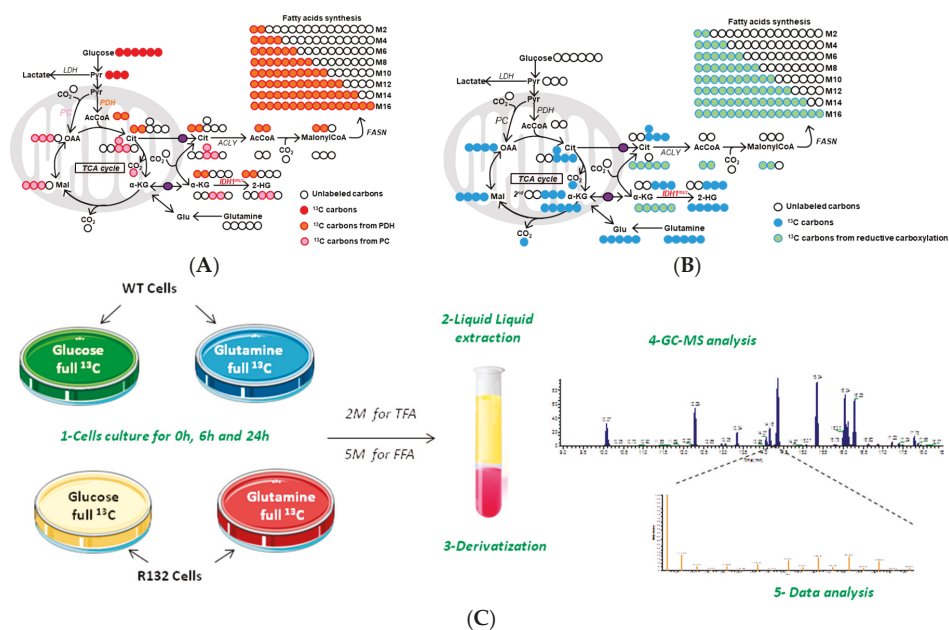 Fatty acids synthesis
M2
M4
M6
M8
M10
M12
M14
M16
Glucose
LDH
Lactate
Pyr
CO2
Pyr
PC
PDH
AcCoA
OAA
Cit
Cit
ACLY
AcCoA
MalonylCoA
FASN
TCA cycle
CO2
CO2
Mal
α-KG
α-KG
IDH1mut
2-HG
CO2
Glu
Glutamine
Unlabeled carbons
13C carbons
13C carbons from PDH
13C carbons from PC
(A)
Fatty acids synthesis
M2
M4
M6
M8
M10
M12
M14
M16
Glucose
LDH
Lactate
Pyr
CO2
Pyr
PC
PDH
AcCoA
OAA
Cit
Cit
ACLY
AcCoA
MalonylCoA
FASN
TCA cycle
CO2
CO2
2nd
Mal
α-KG
α-KG
IDH1mut
2-HG
CO2
Glu
Glutamine
Unlabeled carbons
13C carbons
13C carbons from reductive carboxylation
(B)
WT Cells
Glucose
full 13C
Glutamine
full 13C
1-Cells culture for 0h, 6h and 24h
Glucose
full 13C
Glutamine
full 13C
R132 Cells
2M for TFA
5M for FFA
2-Liquid Liquid
extraction
3-Derivatization
4-GC-MS analysis
5- Data analysis
(C)